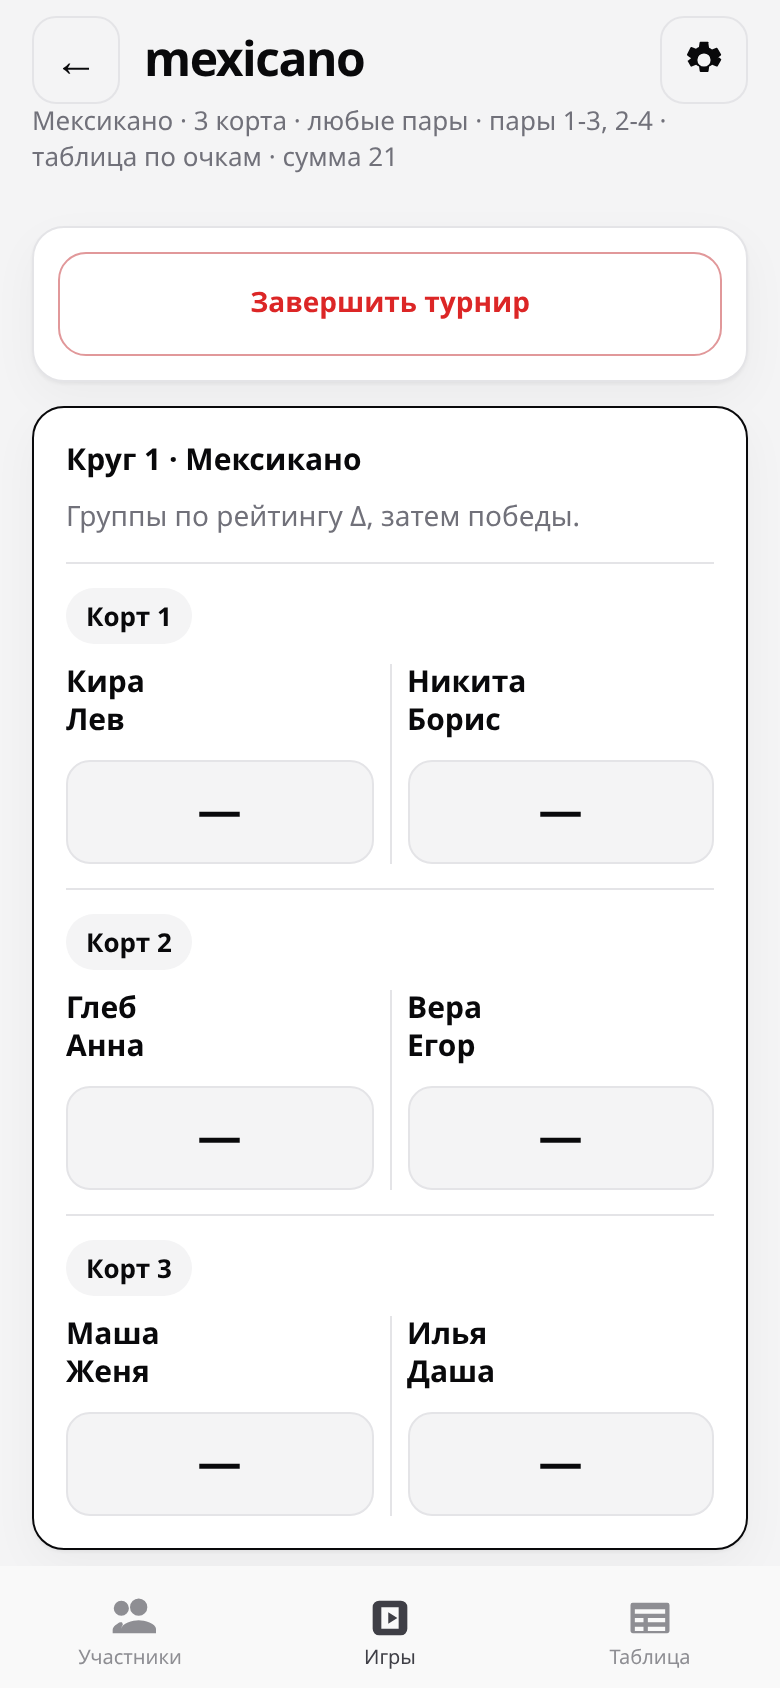 ← mexicano
Мексикано · 3 корта · любые пары · пары 1-3, 2-4 ·
таблица по очкам · сумма 21
Завершить турнир
Круг 1 · Мексикано
Группы по рейтингу Δ, затем победы.
Корт 1
Кира
Лев
Никита
Борис
— —
Корт 2
Глеб
Анна
Вера
Егор
— —
Корт 3
Маша
Женя
Илья
Даша
— —
Участники Игры Таблица